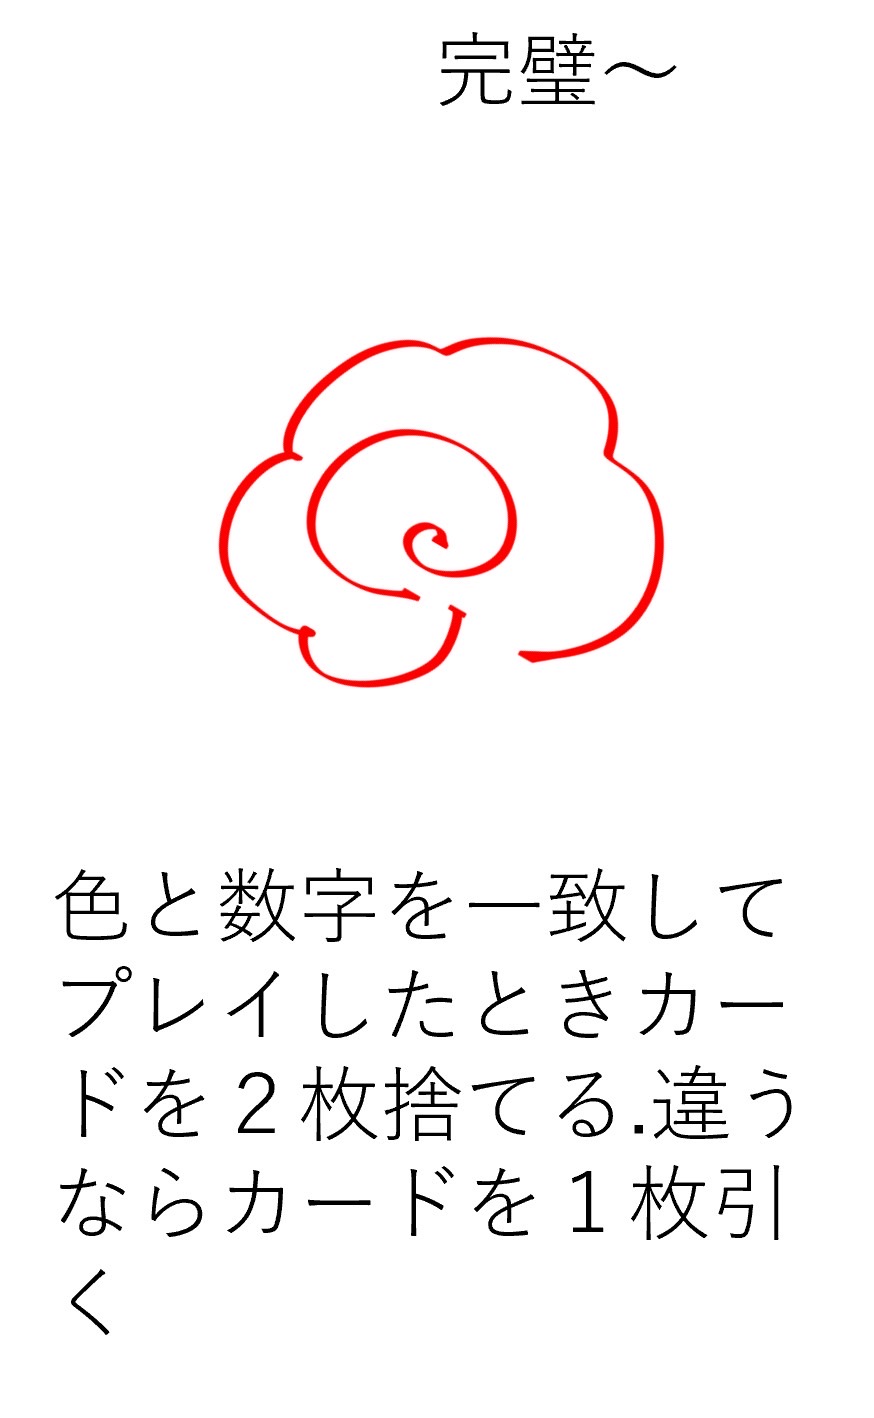 完璧～
色と数字を一致して
プレイしたときカー
ドを２枚捨てる.違う
ならカードを１枚引
く